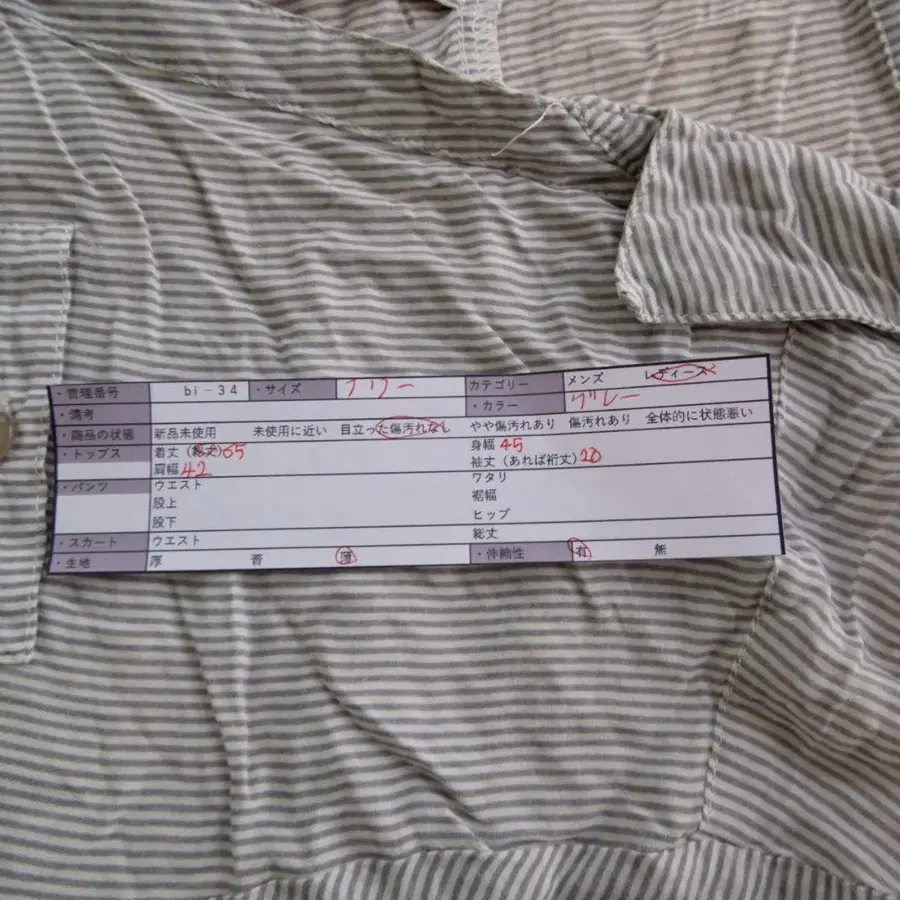 ・管理番号 bi-34 ・サイズ フリー カテゴリー メンズ レディース
・備考 ・カラー グレー
・商品の状態 新品未使用 未使用に近い 目立った傷汚れなし やや傷汚れあり 傷汚れあり 全体的に状態悪い
・トップス 着丈(総丈)65 身幅 45
肩幅 42 袖丈(あれば裄丈)20
・パンツ ウエスト ワタリ
股上 裾幅
股下 ヒップ
・スカート ウエスト 総丈
・生地 厚 普 薄 ・伸縮性 有 無